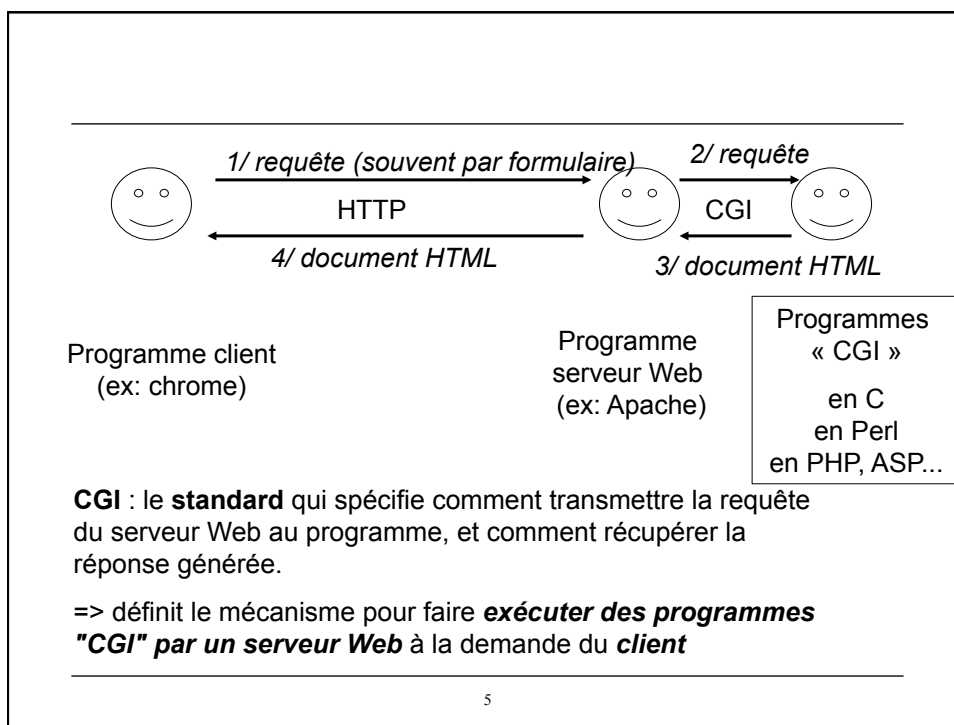 1/ requête (souvent par formulaire)
2/ requête
HTTP
CGI
4/ document HTML
3/ document HTML
Programme client
(ex: chrome)
Programme
serveur Web
(ex: Apache)
Programmes
« CGI »
en C
en Perl
en PHP, ASP...
CGI : le standard qui spécifie comment transmettre la requête
du serveur Web au programme, et comment récupérer la
réponse générée.
=> définit le mécanisme pour faire exécuter des programmes
"CGI" par un serveur Web à la demande du client
5